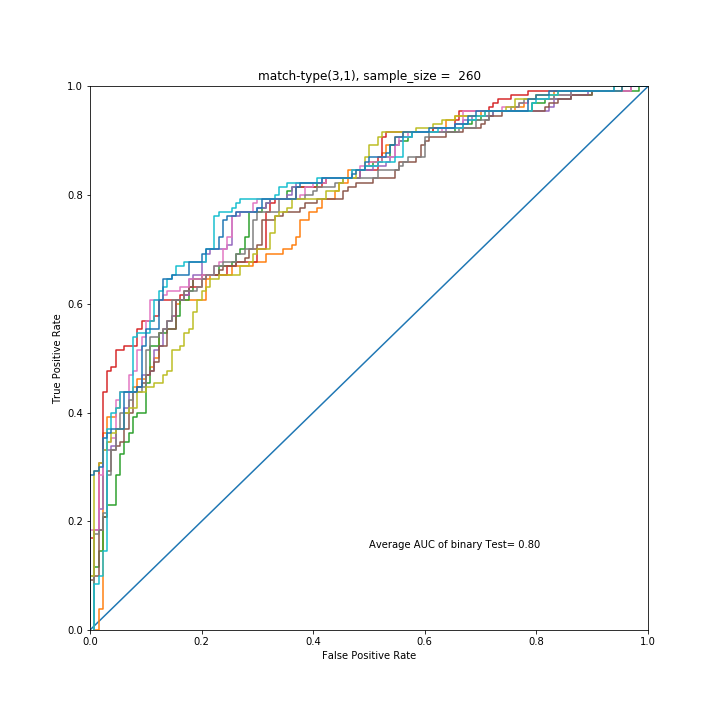 match-type(3,1), sample_size =  260
1.0
0.8
0.6
0.4
0.2
0.0
True Positive Rate
Average AUC of binary Test= 0.80
0.0 0.2 0.4 0.6 0.8 1.0
False Positive Rate